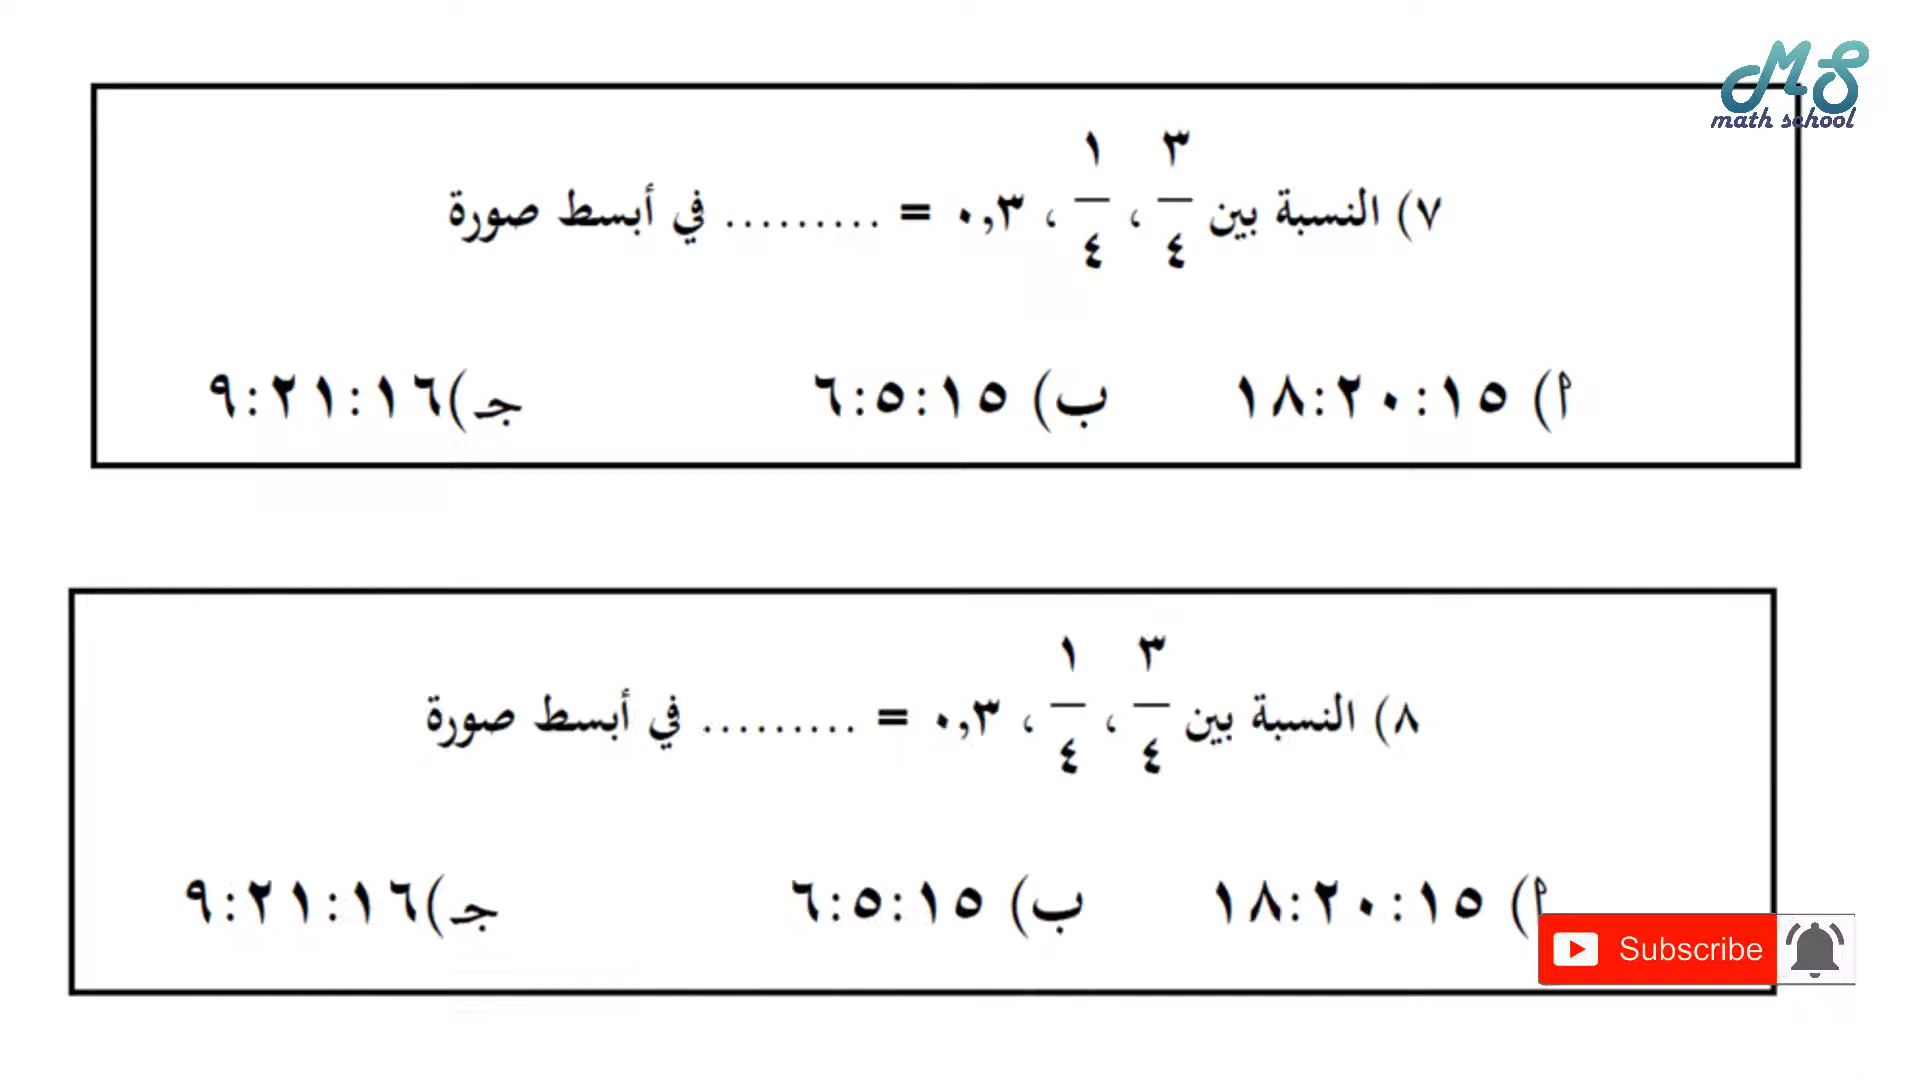 MS
math school
٧) النسبة بين ٣/٤ ، ١/٤ ، ٠,٣ = ......... في أبسط صورة
أ) ١٨:٢٠:١٥ ب) ٦:٥:١٥ جـ)٩:٢١:١٦
٨) النسبة بين ٣/٤ ، ١/٤ ، ٠,٣ = ......... في أبسط صورة
أ) ١٨:٢٠:١٥ ب) ٦:٥:١٥ جـ)٩:٢١:١٦
Subscribe